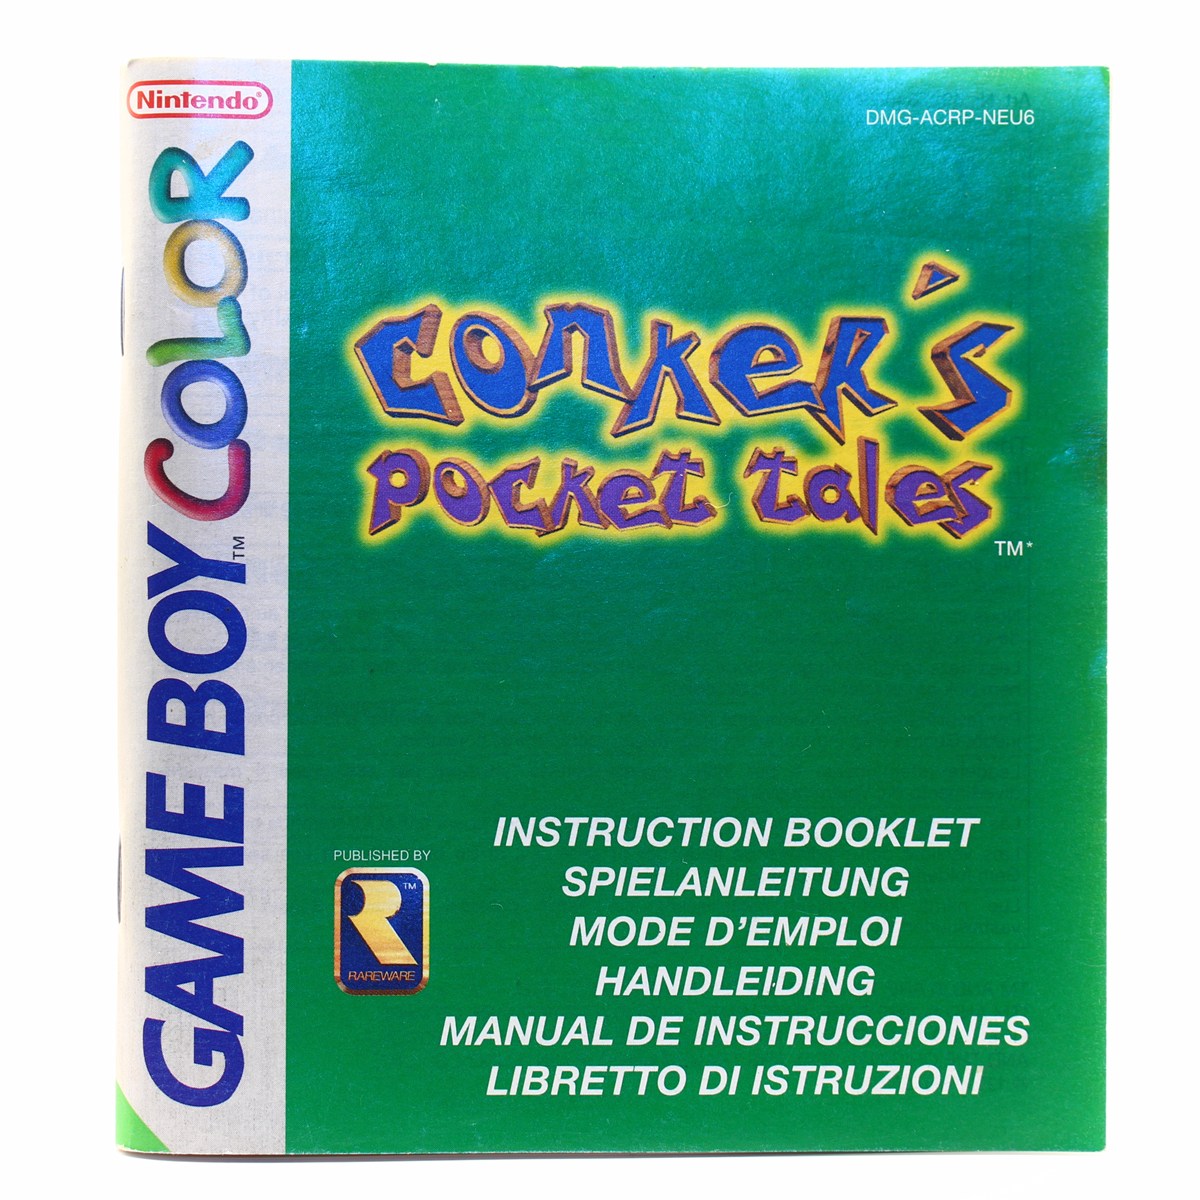 Nintendo®
GAME BOY COLOR
TM
DMG-ACRP-NEU6
Conker's
Pocket Tales
TM*
PUBLISHED BY
TM
RAREWARE
INSTRUCTION BOOKLET
SPIELANLEITUNG
MODE D'EMPLOI
HANDLEIDING
MANUAL DE INSTRUCCIONES
LIBRETTO DI ISTRUZIONI